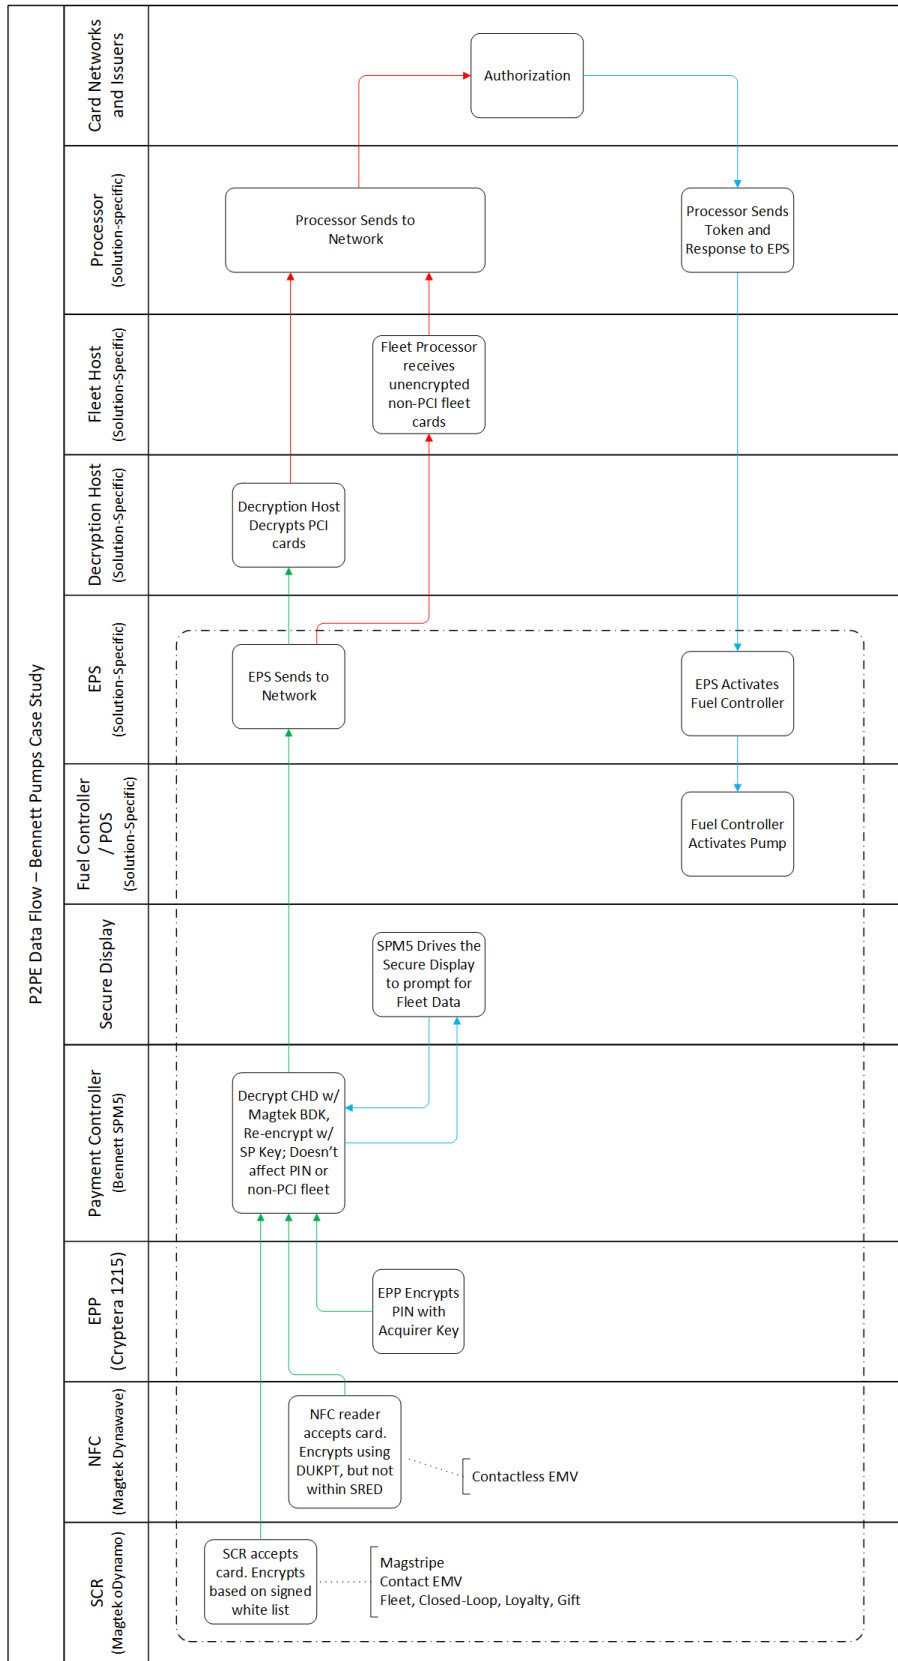 P2PE Data Flow – Bennett Pumps Case Study
Card Networks
and Issuers
Authorization
Processor
(Solution-specific)
Processor Sends to
Network
Processor Sends
Token and
Response to EPS
Fleet Host
(Solution-Specific)
Fleet Processor
receives
unencrypted
non-PCI fleet
cards
Decryption Host
(Solution-Specific)
Decryption Host
Decrypts PCI
cards
EPS
(Solution-Specific)
EPS Sends to
Network
EPS Activates
Fuel Controller
Fuel Controller
/ POS
(Solution-Specific)
Fuel Controller
Activates Pump
Secure Display
SPM5 Drives the
Secure Display
to prompt for
Fleet Data
Payment Controller
(Bennett SPM5)
Decrypt CHD w/
Magtek BDK,
Re-encrypt w/
SP Key; Doesn't
affect PIN or
non-PCI fleet
EPP
(Cryptera 1215)
EPP Encrypts
PIN with
Acquirer Key
NFC
(Magtek Dynawave)
NFC reader
accepts card.
Encrypts using
DUKPT, but not
within SRED
Contactless EMV
SCR
(Magtek oDynamo)
SCR accepts
card. Encrypts
based on signed
white list
Magstripe
Contact EMV
Fleet, Closed-Loop, Loyalty, Gift